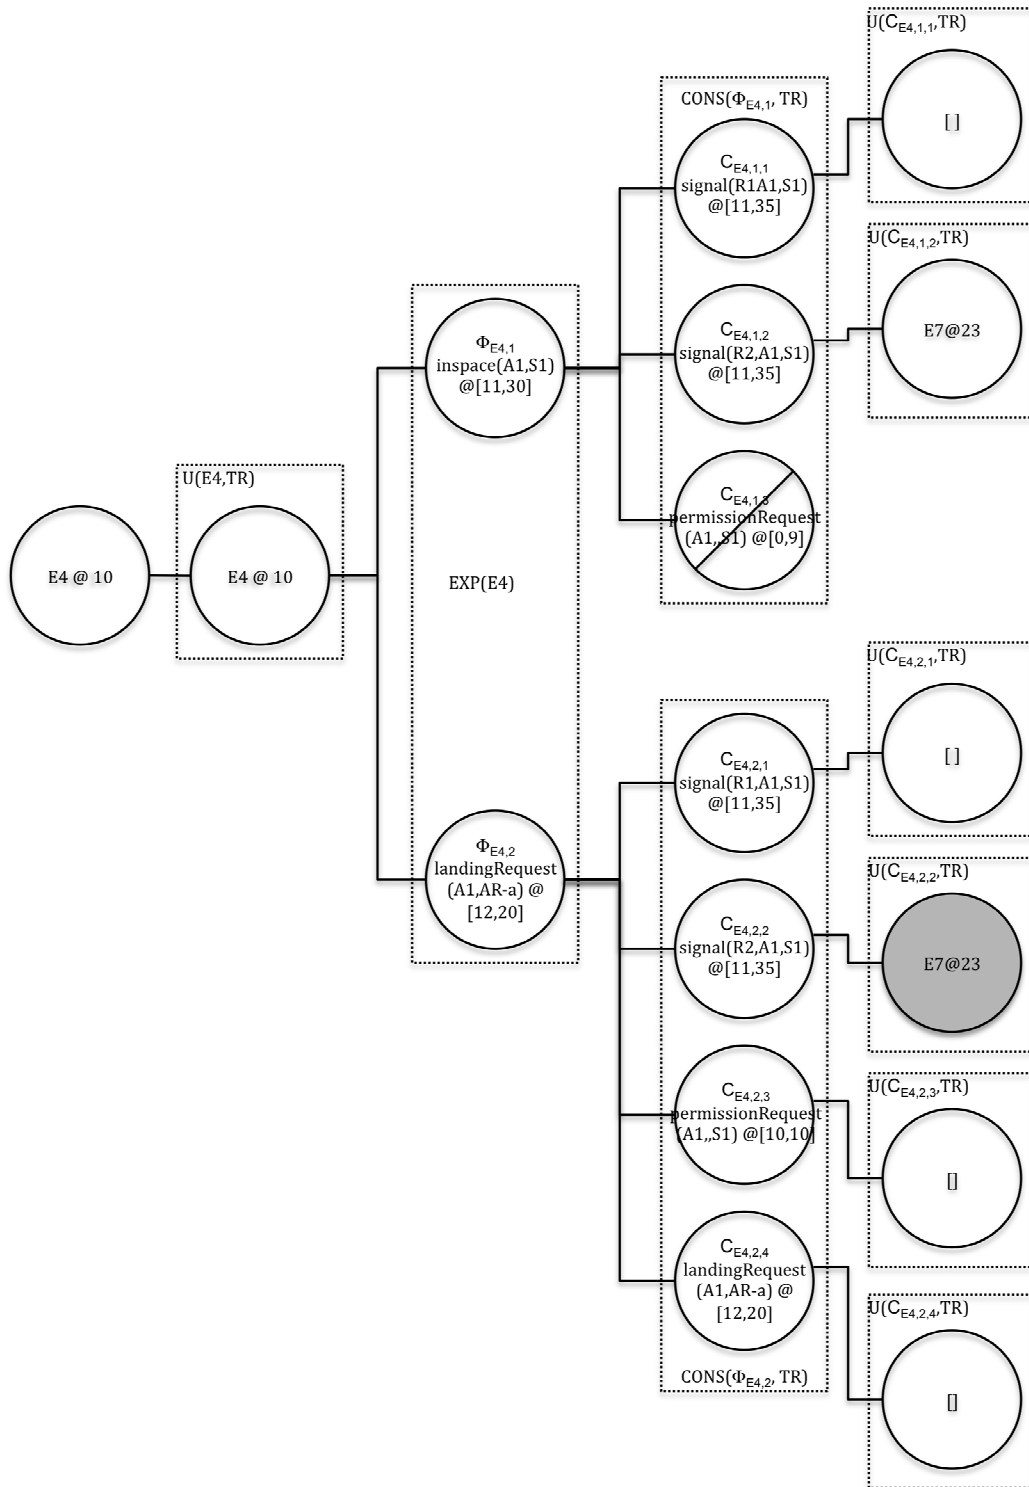 U(C_E4,1,1,TR)
[ ]
CONS(Φ_E4,1, TR)
C_E4,1,1
signal(R1A1,S1)
@[11,35]
U(C_E4,1,2,TR)
E7@23
C_E4,1,2
signal(R2,A1,S1)
@[11,35]
Φ_E4,1
inspace(A1,S1)
@[11,30]
C_E4,1,3
permissionRequest
(A1,,S1) @[0,9]
U(E4,TR)
E4 @ 10
E4 @ 10
EXP(E4)
U(C_E4,2,1,TR)
[ ]
C_E4,2,1
signal(R1,A1,S1)
@[11,35]
Φ_E4,2
landingRequest
(A1,AR-a) @
[12,20]
U(C_E4,2,2,TR)
E7@23
C_E4,2,2
signal(R2,A1,S1)
@[11,35]
U(C_E4,2,3,TR)
[]
C_E4,2,3
permissionRequest
(A1,,S1) @[10,10]
C_E4,2,4
landingRequest
(A1,AR-a) @
[12,20]
U(C_E4,2,4,TR)
[]
CONS(Φ_E4,2, TR)